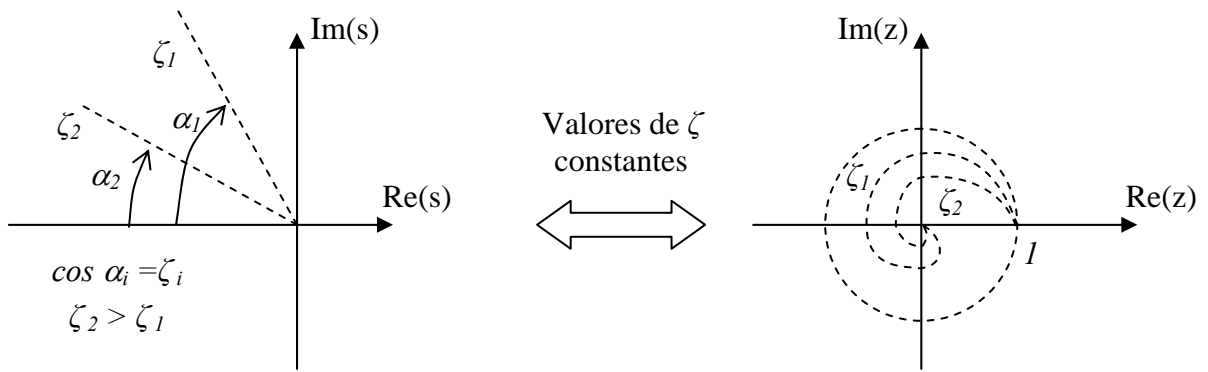 Im(s)
ζ1
ζ2
α1
α2
Re(s)
cos αi =ζi
ζ2 > ζ1
Valores de ζ
constantes
Im(z)
ζ1
ζ2
Re(z)
1